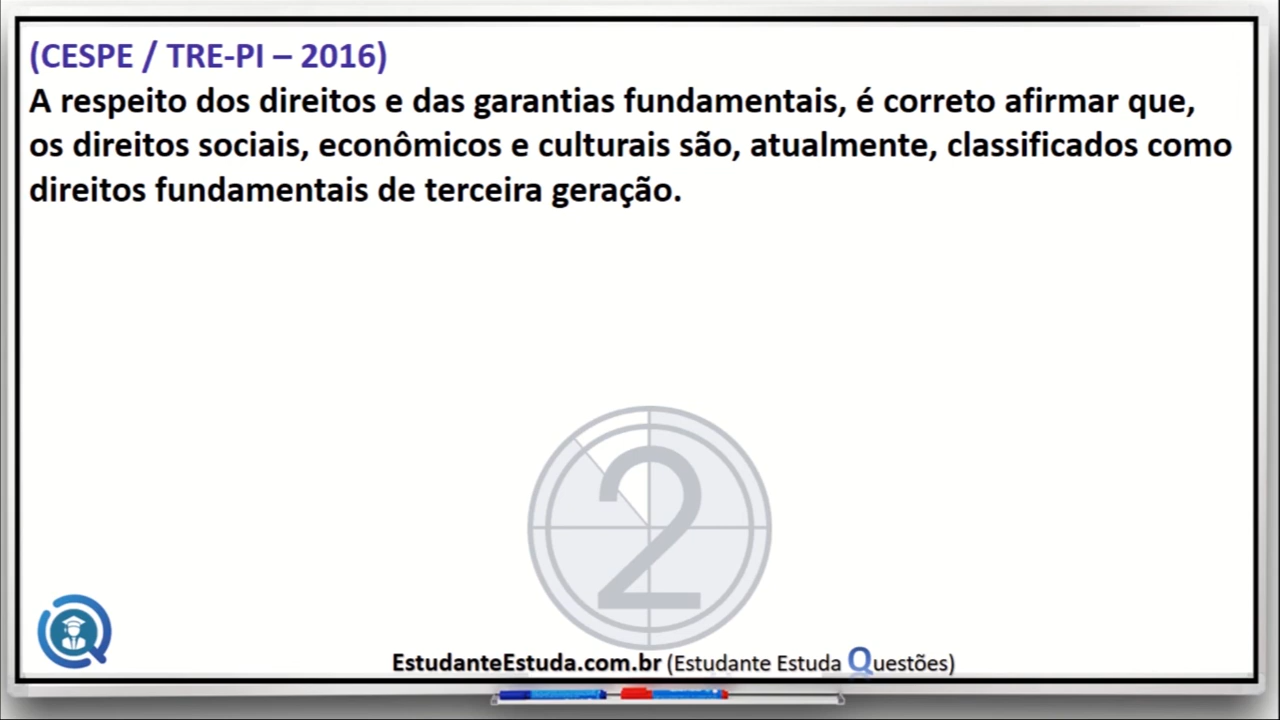 (CESPE / TRE-PI – 2016)
A respeito dos direitos e das garantias fundamentais, é correto afirmar que,
os direitos sociais, econômicos e culturais são, atualmente, classificados como
direitos fundamentais de terceira geração.
2
EstudanteEstuda.com.br (Estudante Estuda Questões)